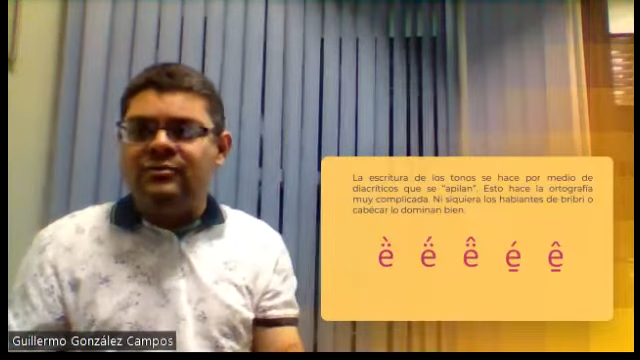 La escritura de los tonos se hace por medio de
diacríticos que se "apilan". Esto hace la ortografía
muy complicada. Ni siquiera los hablantes de bribri o
cabécar lo dominan bien.
ë̀ ë́ ë̂ é̱ ê̱
Guillermo González Campos